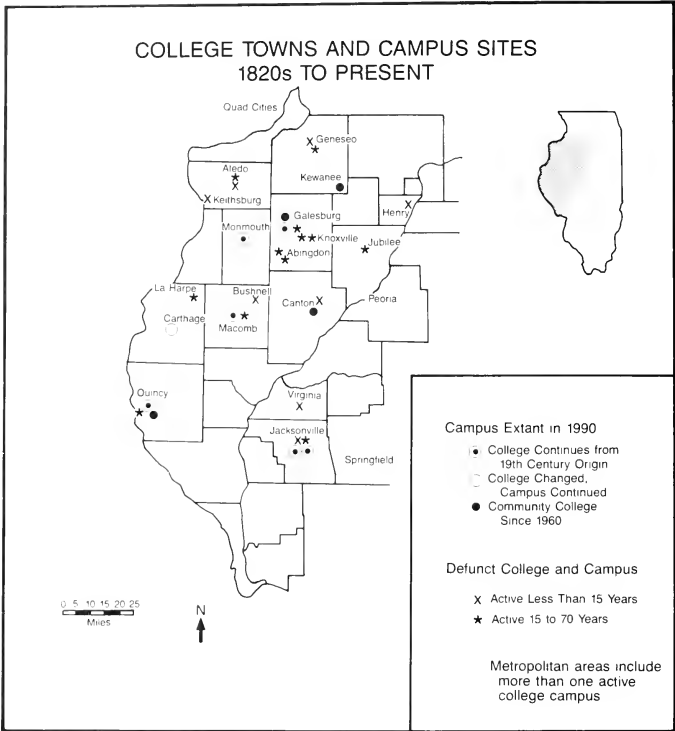 COLLEGE TOWNS AND CAMPUS SITES
1820s TO PRESENT
Quad Cities
Geneseo
Aledo
Kewanee
Keithsburg
Henry
Galesburg
Monmouth
Knoxville
Jubilee
Abingdon
La Harpe
Bushnell
Canton
Peoria
Carthage
Macomb
Quincy
Virginia
Jacksonville
Springfield
Campus Extant in 1990
College Continues from
19th Century Origin
College Changed,
Campus Continued
Community College
Since 1960
Defunct College and Campus
X Active Less Than 15 Years
★ Active 15 to 70 Years
Metropolitan areas include
more than one active
college campus
0 5 10 15 20 25
Miles
N